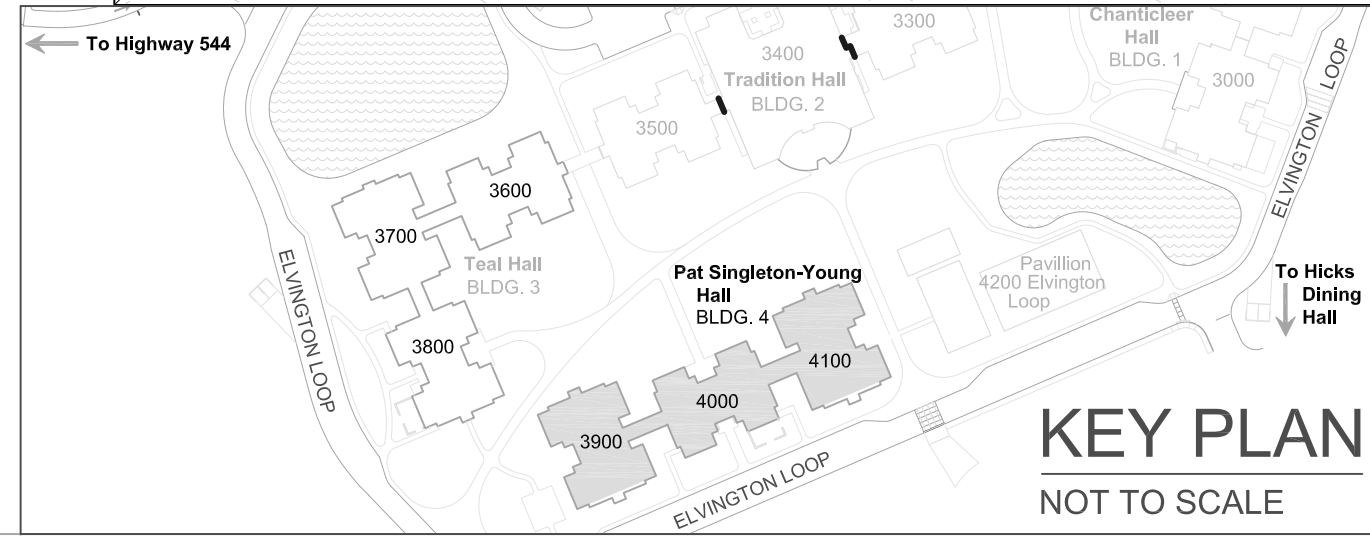 To Highway 544
3400
Tradition Hall
BLDG. 2
3300
Chanticleer
Hall
BLDG. 1
3000
ELVINGTON LOOP
3500
3600
3700
Teal Hall
BLDG. 3
3800
ELVINGTON LOOP
Pat Singleton-Young
Hall
BLDG. 4
4100
4000
3900
ELVINGTON LOOP
Pavillion
4200 Elvington
Loop
To Hicks
Dining
Hall
KEY PLAN
NOT TO SCALE